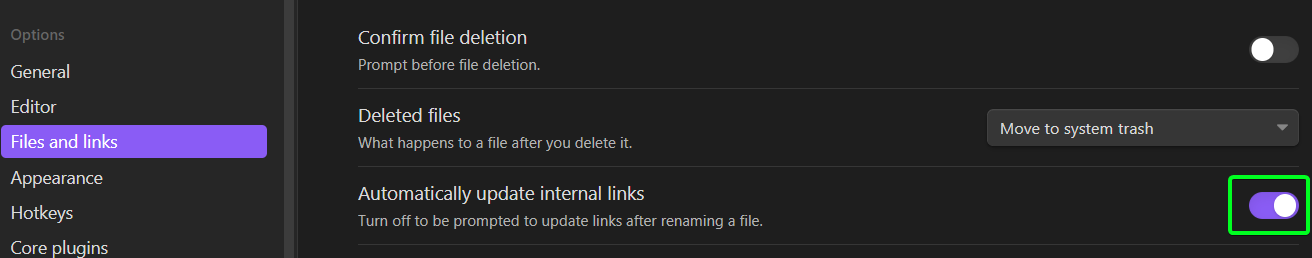 Options
General
Editor
Files and links
Appearance
Hotkeys
Core plugins
Confirm file deletion
Prompt before file deletion.
Deleted files
What happens to a file after you delete it.
Move to system trash
Automatically update internal links
Turn off to be prompted to update links after renaming a file.